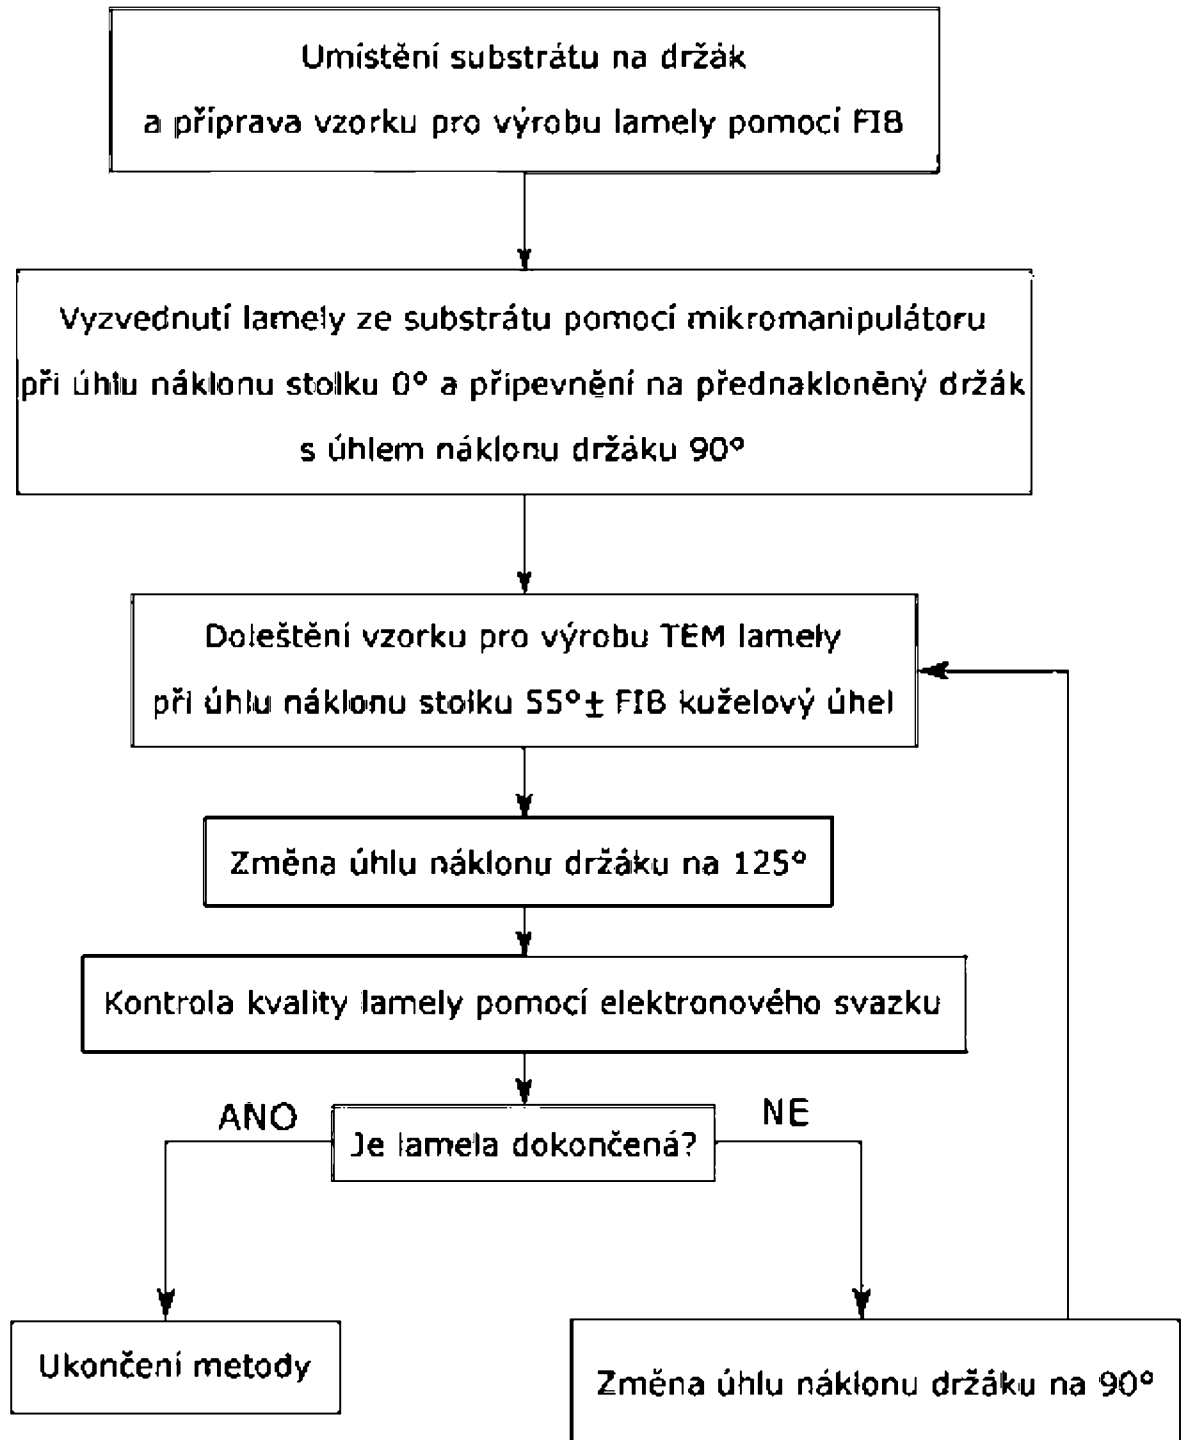 Umístění substrátu na držák
a příprava vzorku pro výrobu lamely pomocí FIB
Vyzvednutí lamely ze substrátu pomocí mikromanipulátoru
při úhlu náklonu stolku 0° a připevnění na přednakloněný držák
s úhlem náklonu držáku 90°
Doleštění vzorku pro výrobu TEM lamely
při úhlu náklonu stolku 55°± FIB kuželový úhel
Změna úhlu náklonu držáku na 125°
Kontrola kvality lamely pomocí elektronového svazku
ANO
NE
Je lamela dokončená?
Ukončení metody
Změna úhlu náklonu držáku na 90°